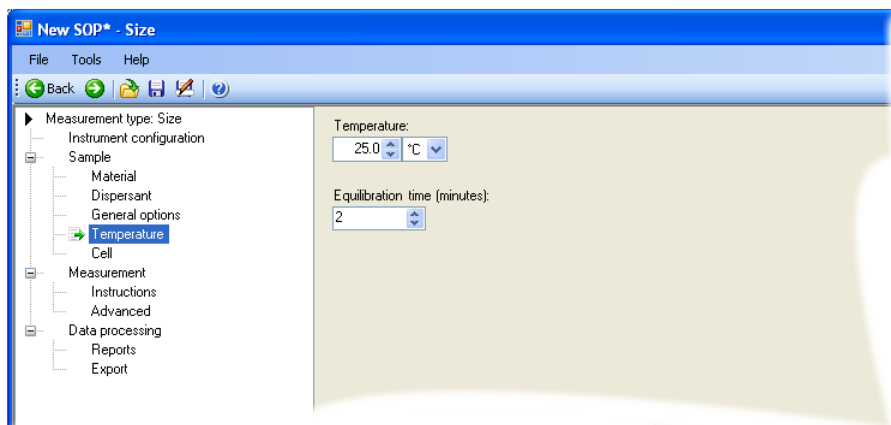 New SOP* - Size
File Tools Help
Back
Measurement type: Size
Instrument configuration
Sample
Material
Dispersant
General options
Temperature
Cell
Measurement
Instructions
Advanced
Data processing
Reports
Export
Temperature:
25.0 °C
Equilibration time (minutes):
2